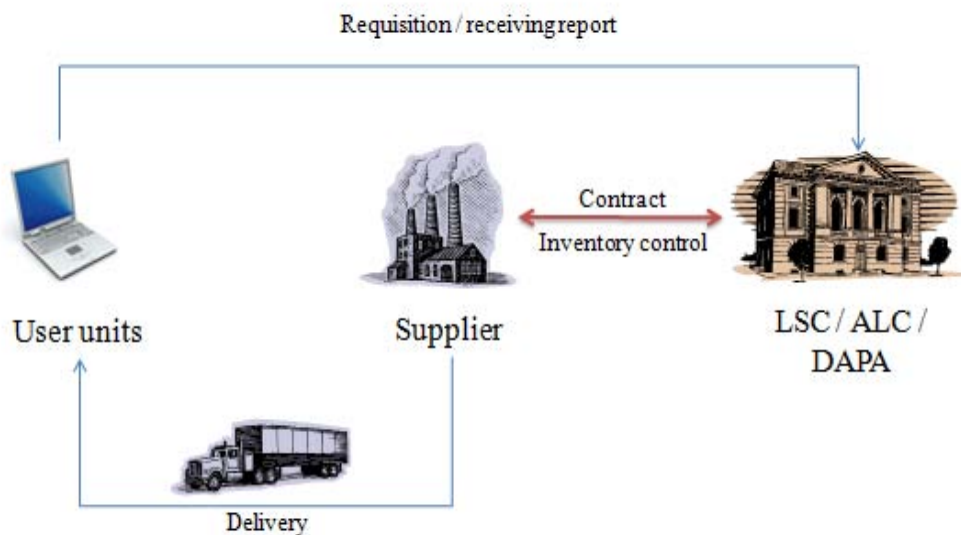 Requisition / receiving report
Contract
Inventory control
User units
Supplier
LSC / ALC /
DAPA
Delivery